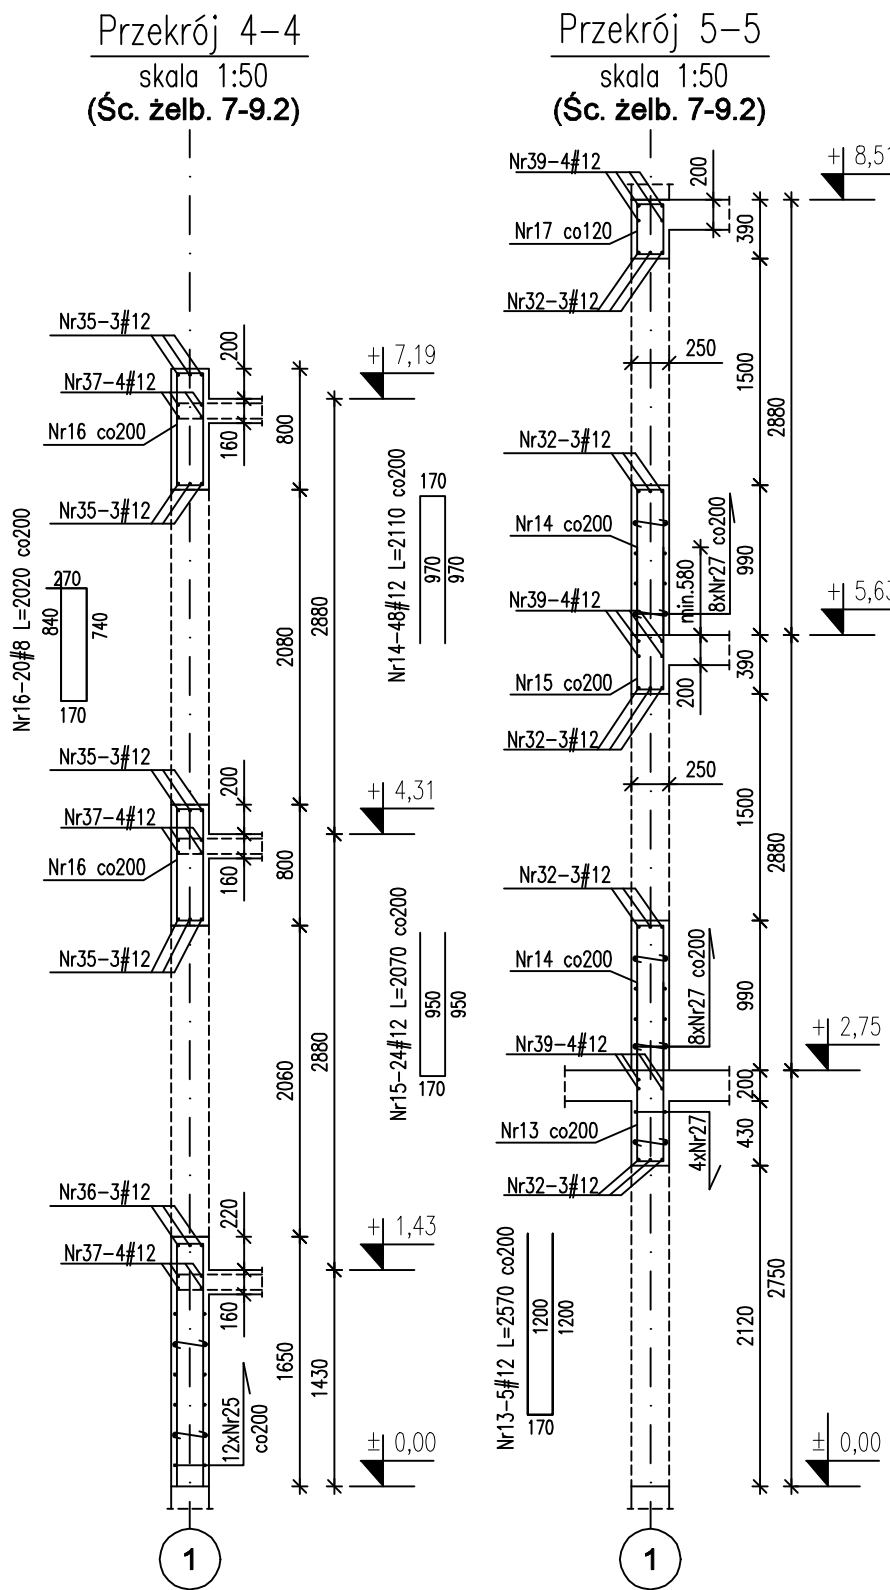 Przekrój 4-4
skala 1:50
(Śc. żelb. 7-9.2)
Nr35-3#12
200
+ 7,19
Nr37-4#12
Nr16 co200
160
800
Nr35-3#12
Nr16-20#8 L=2020 co200
270
840
740
170
Nr14-48#12 L=2110 co200
170
970
970
2080
2880
Nr35-3#12
200
+ 4,31
Nr37-4#12
Nr16 co200
160
800
Nr35-3#12
Nr15-24#12 L=2070 co200
950
950
170
2060
2880
Nr36-3#12
220
+ 1,43
Nr37-4#12
160
1650
1430
12xNr25
co200
± 0,00
1
Przekrój 5-5
skala 1:50
(Śc. żelb. 7-9.2)
Nr39-4#12
200
+ 8,51
Nr17 co120
390
Nr32-3#12
250
1500
2880
Nr32-3#12
Nr14 co200
min.580
8xNr27 co200
990
Nr39-4#12
+ 5,63
Nr15 co200
200
390
Nr32-3#12
250
1500
2880
Nr32-3#12
Nr14 co200
8xNr27 co200
990
Nr39-4#12
+ 2,75
200
Nr13 co200
4xNr27
430
Nr32-3#12
Nr13-5#12 L=2570 co200
1200
1200
170
2120
2750
± 0,00
1